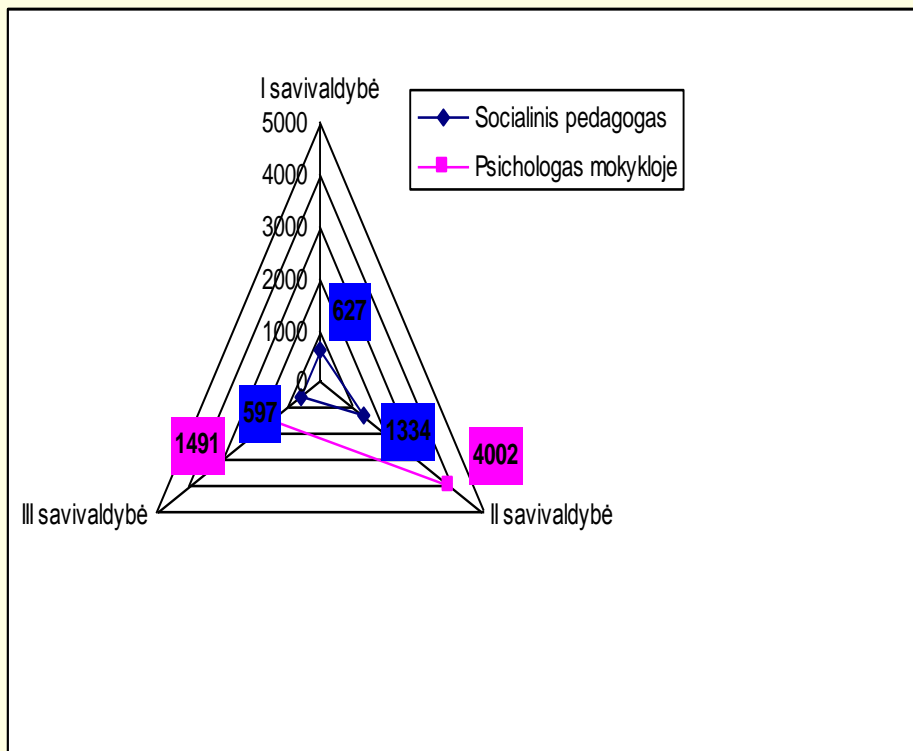 I savivaldybė
5000
4000
3000
2000
1000
0
Socialinis pedagogas
Psichologas mokykloje
627
597
1334
1491
4002
III savivaldybė
II savivaldybė